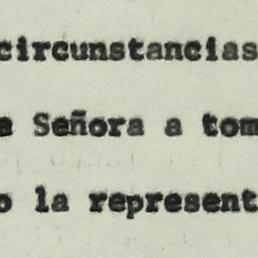 circunstancias
a Señora a tom
o la represent